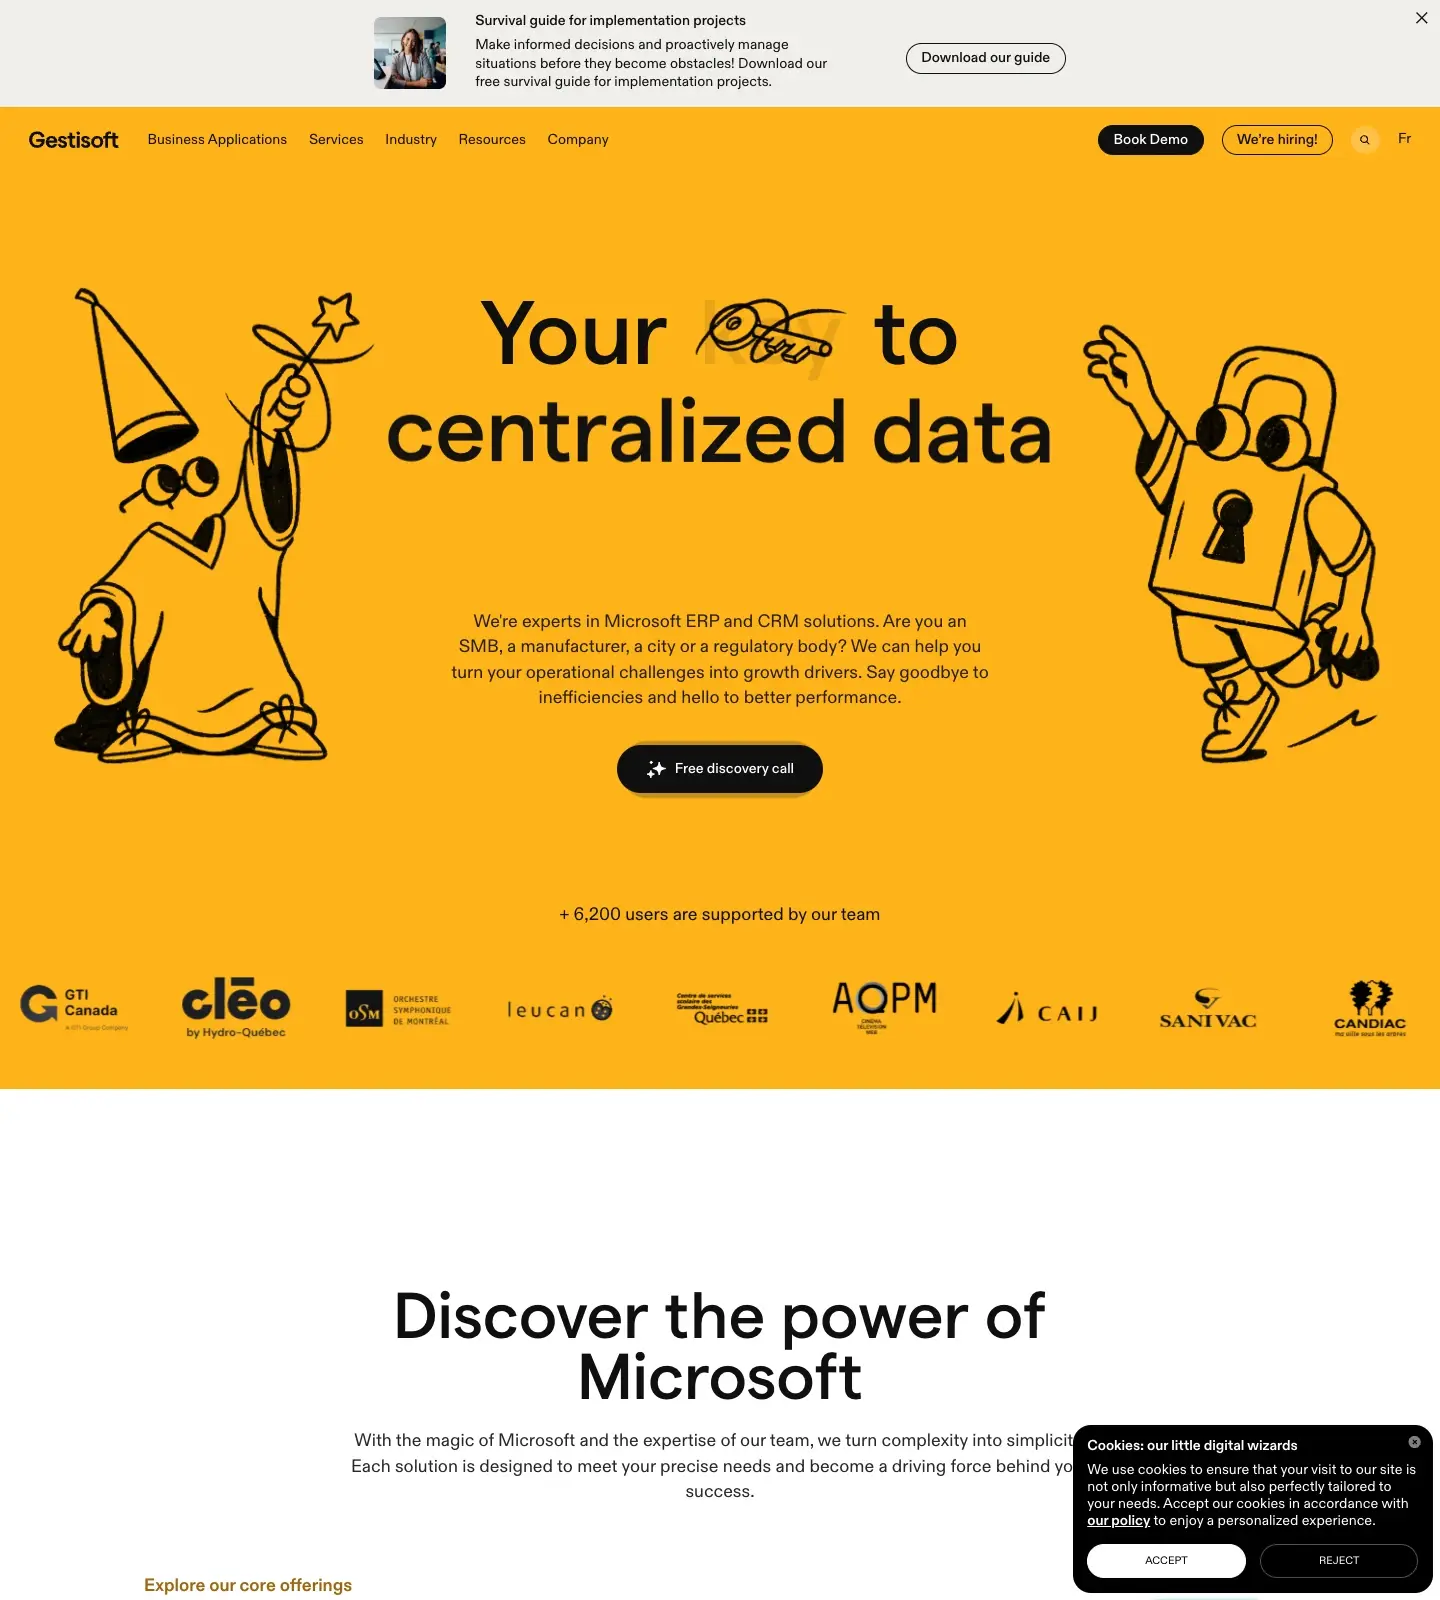 Survival guide for implementation projects
Make informed decisions and proactively manage
situations before they become obstacles! Download our
free survival guide for implementation projects.
Download our guide
Gestisoft
Business Applications
Services
Industry
Resources
Company
Book Demo
We're hiring!
Fr
Your key to
centralized data
We're experts in Microsoft ERP and CRM solutions. Are you an
SMB, a manufacturer, a city or a regulatory body? We can help you
turn your operational challenges into growth drivers. Say goodbye to
inefficiencies and hello to better performance.
Free discovery call
+ 6,200 users are supported by our team
GTI
Canada
A GTI Group Company
clēo
by Hydro-Québec
OSM
ORCHESTRE
SYMPHONIQUE
DE MONTRÉAL
leucan
Centre de services
scolaire des
Grandes-Seigneuries
Québec
AQPM
CINÉMA
TÉLÉVISION
WEB
CAIJ
SANIVAC
CANDIAC
ma ville sous les arbres
Discover the power of
Microsoft
With the magic of Microsoft and the expertise of our team, we turn complexity into simplicit
Each solution is designed to meet your precise needs and become a driving force behind yo
success.
Explore our core offerings
Cookies: our little digital wizards
We use cookies to ensure that your visit to our site is
not only informative but also perfectly tailored to
your needs. Accept our cookies in accordance with
our policy to enjoy a personalized experience.
ACCEPT
REJECT